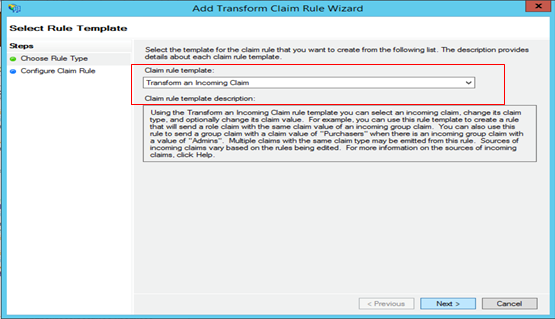 Add Transform Claim Rule Wizard
Select Rule Template
Steps
Choose Rule Type
Configure Claim Rule
Select the template for the claim rule that you want to create from the following list. The description provides
details about each claim rule template.
Claim rule template:
Transform an Incoming Claim
Claim rule template description:
Using the Transform an Incoming Claim rule template you can select an incoming claim, change its claim
type, and optionally change its claim value. For example, you can use this rule template to create a rule
that will send a role claim with the same claim value of an incoming group claim. You can also use this
rule to send a group claim with a claim value of "Purchasers" when there is an incoming group claim with
a value of "Admins". Multiple claims with the same claim type may be emitted from this rule. Sources of
incoming claims vary based on the rules being edited. For more information on the sources of incoming
claims, click Help.
< Previous
Next >
Cancel